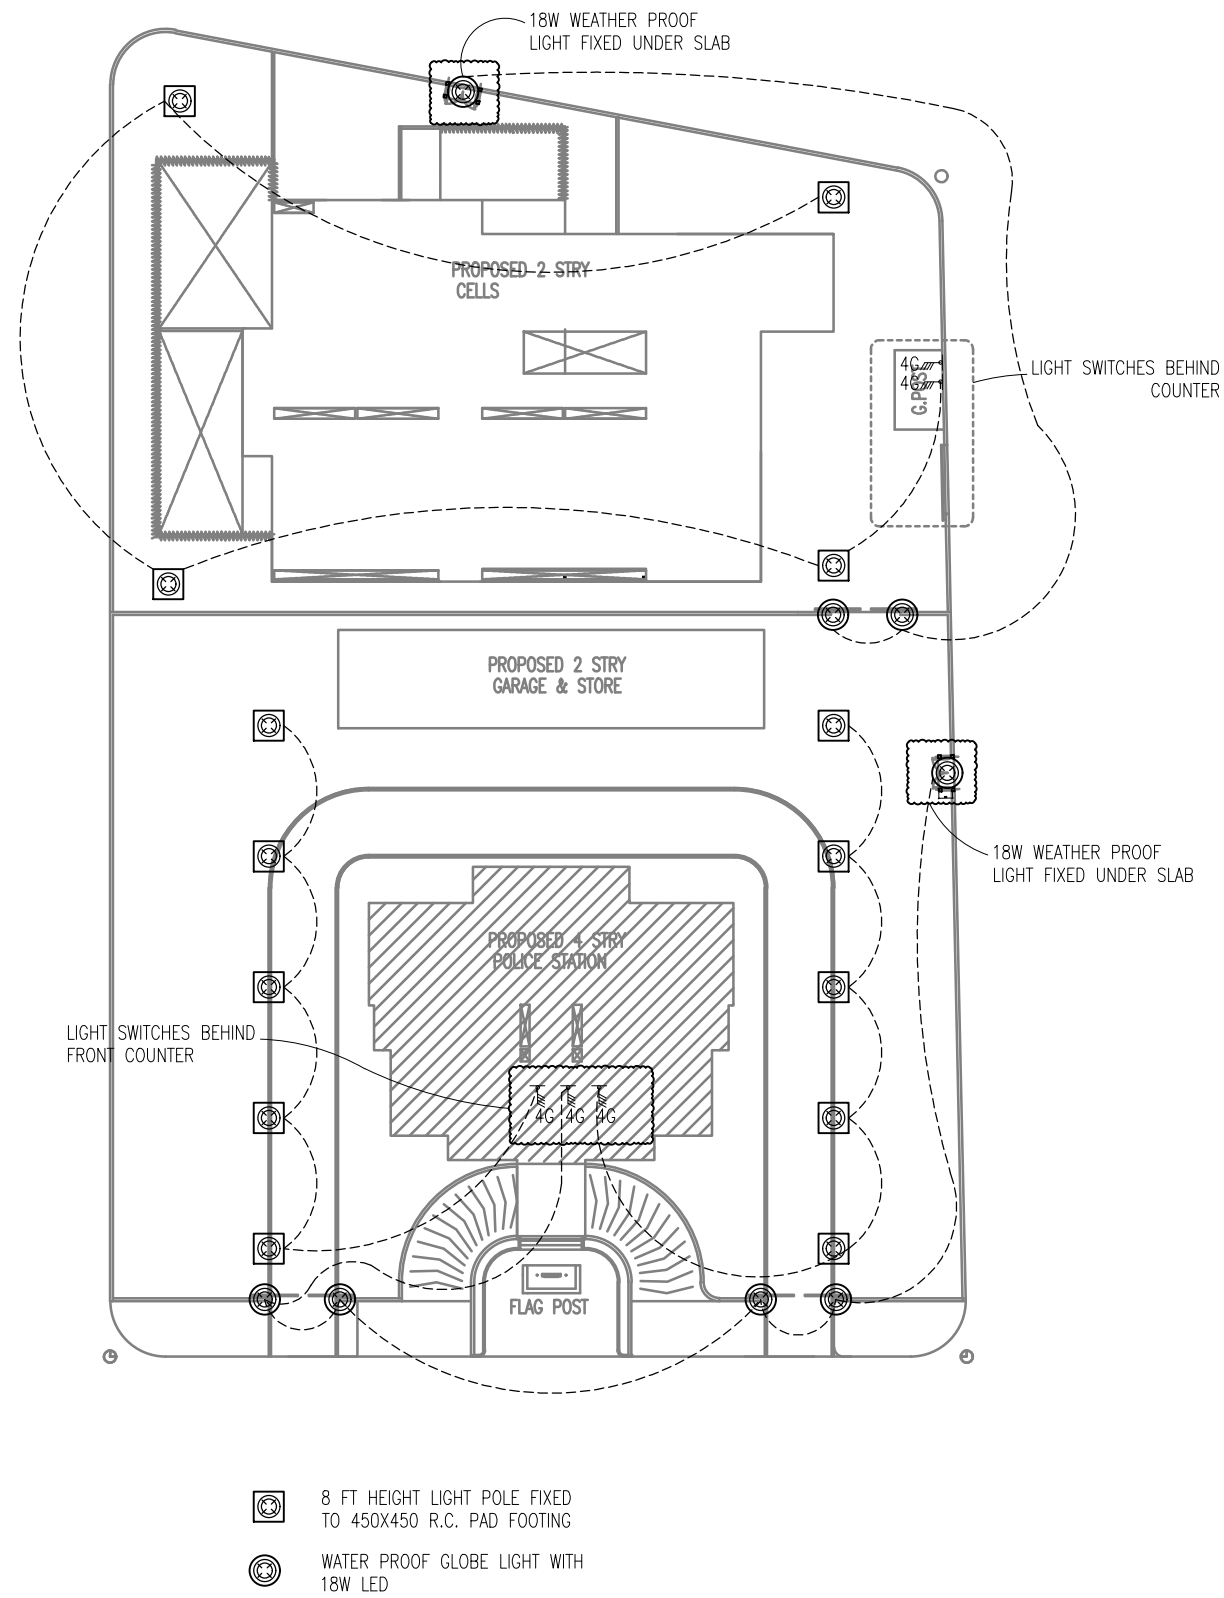 18W WEATHER PROOF
LIGHT FIXED UNDER SLAB
PROPOSED 2 STRY
CELLS
4G
4G
G.POST
LIGHT SWITCHES BEHIND
COUNTER
PROPOSED 2 STRY
GARAGE & STORE
18W WEATHER PROOF
LIGHT FIXED UNDER SLAB
PROPOSED 4 STRY
POLICE STATION
LIGHT SWITCHES BEHIND
FRONT COUNTER
4G 4G 4G
FLAG POST
8 FT HEIGHT LIGHT POLE FIXED
TO 450X450 R.C. PAD FOOTING
WATER PROOF GLOBE LIGHT WITH
18W LED